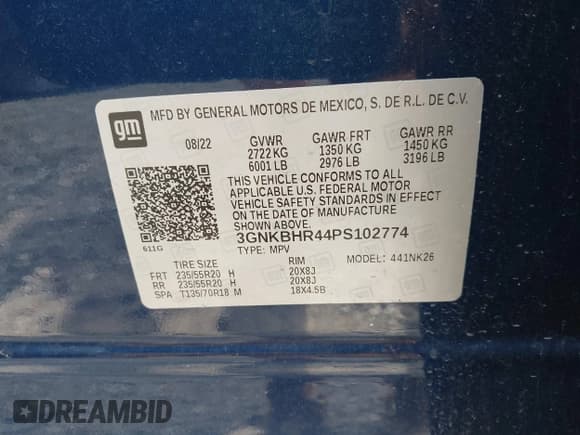 gm
MFD BY GENERAL MOTORS DE MEXICO, S. DE R.L. DE C.V.
08/22 GVWR GAWR FRT GAWR RR
2722 KG 1350 KG 1450 KG
6001 LB 2976 LB 3196 LB
THIS VEHICLE CONFORMS TO ALL
APPLICABLE U.S. FEDERAL MOTOR
VEHICLE SAFETY STANDARDS IN EFFECT
ON THE DATE OF MANUFACTURE
SHOWN ABOVE.
3GNKBHR44PS102774
611G TYPE: MPV MODEL: 441NK26
TIRE SIZE RIM
FRT 235/55R20 H 20X8J
RR 235/55R20 H 20X8J
SPA T135/70R18 M 18X4.5B
DREAMBID